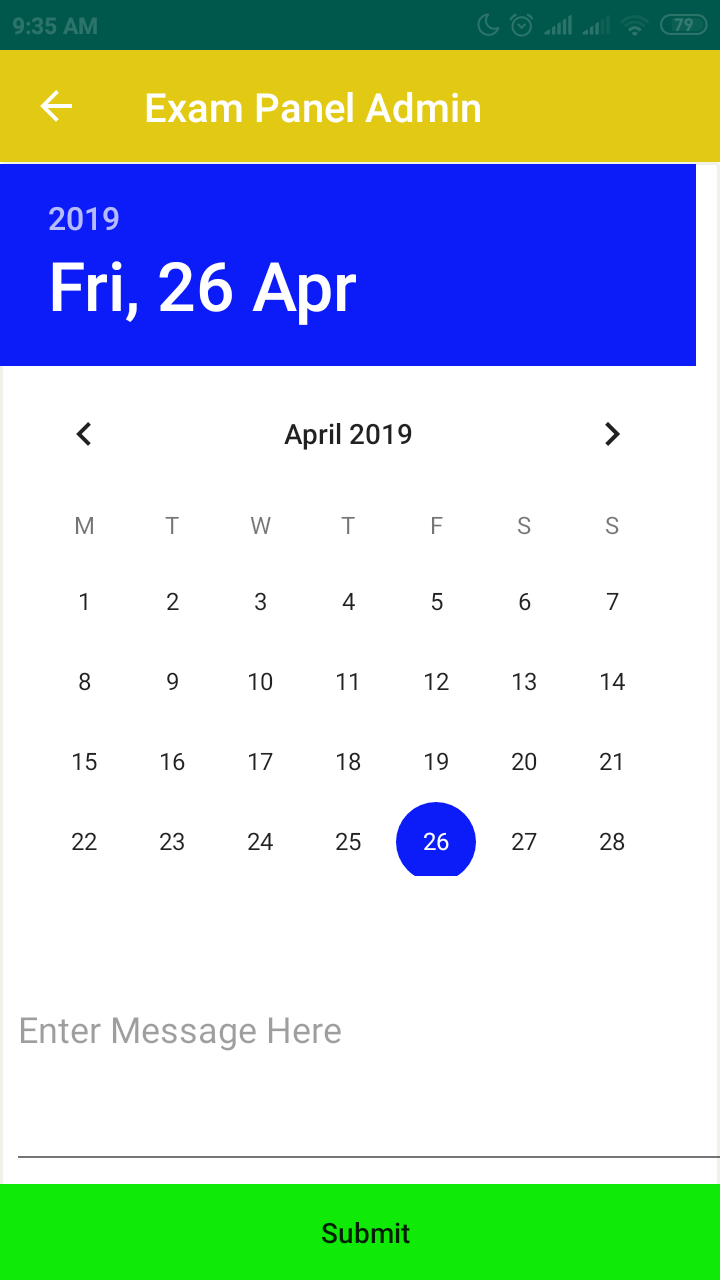 9:35 AM 79
Exam Panel Admin
2019
Fri, 26 Apr
April 2019
M T W T F S S
1 2 3 4 5 6 7
8 9 10 11 12 13 14
15 16 17 18 19 20 21
22 23 24 25 26 27 28
Enter Message Here
Submit